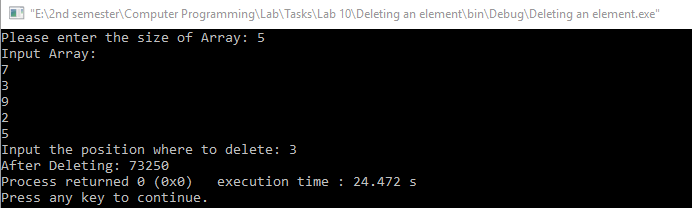 "E:\2nd semester\Computer Programming\Lab\Tasks\Lab 10\Deleting an element\bin\Debug\Deleting an element.exe"
Please enter the size of Array: 5
Input Array:
7
3
9
2
5
Input the position where to delete: 3
After Deleting: 73250
Process returned 0 (0x0)   execution time : 24.472 s
Press any key to continue.